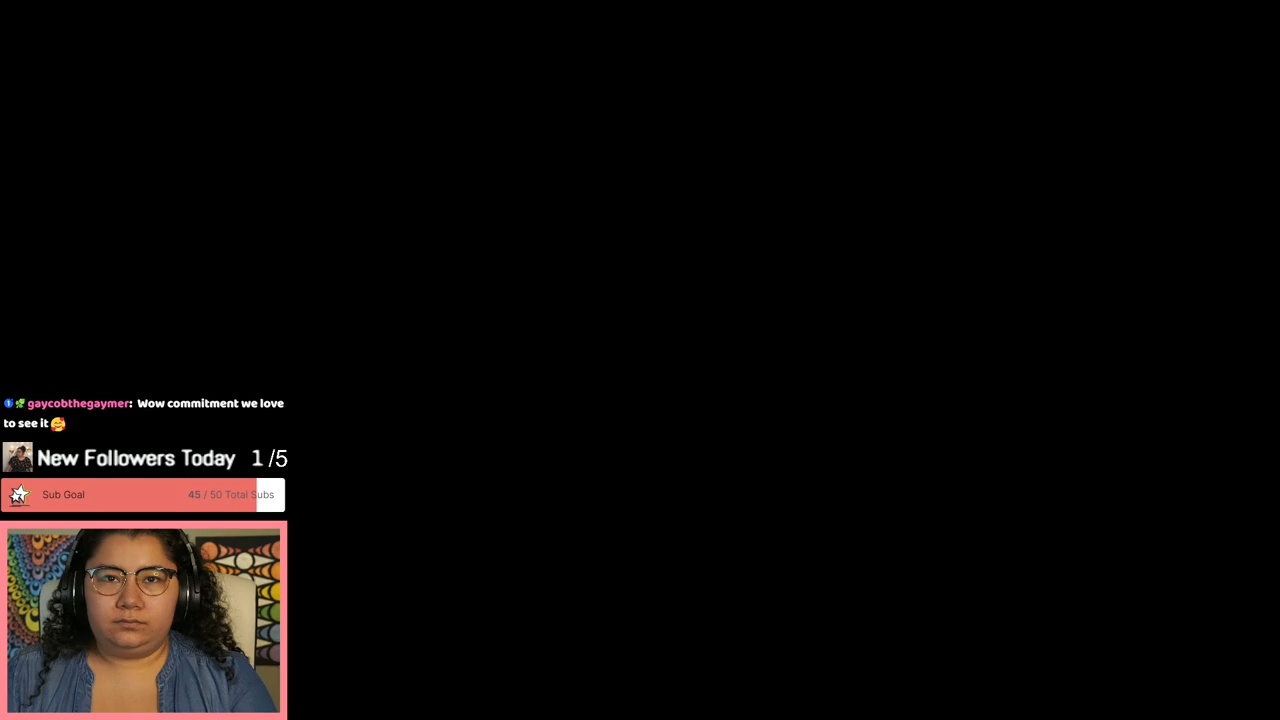 gaycobthegaymer: Wow commitment we love
to see it 🥰
New Followers Today 1 /5
Sub Goal 45 / 50 Total Subs